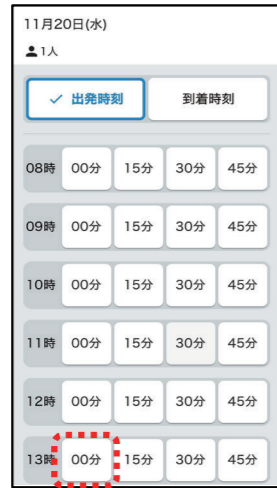 11月20日(水)
1人
出発時刻 到着時刻
08時 00分 15分 30分 45分
09時 00分 15分 30分 45分
10時 00分 15分 30分 45分
11時 00分 15分 30分 45分
12時 00分 15分 30分 45分
13時 00分 15分 30分 45分